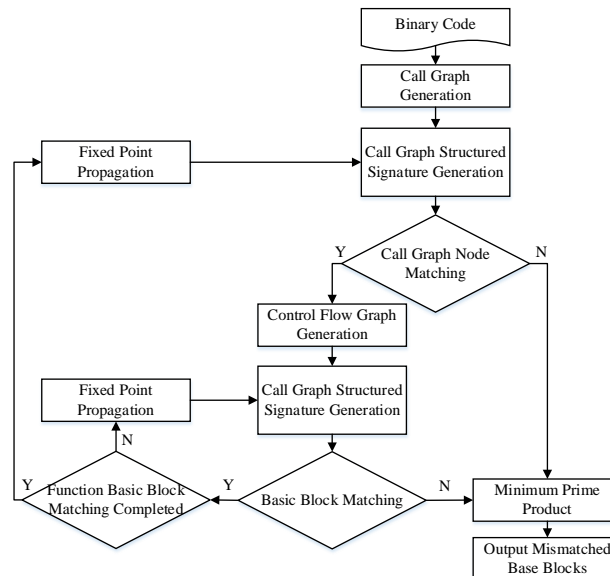 Binary Code
Call Graph
Generation
Fixed Point
Propagation
Call Graph Structured
Signature Generation
Y
Call Graph Node
Matching
N
Control Flow Graph
Generation
Fixed Point
Propagation
Call Graph Structured
Signature Generation
N
Y
Function Basic Block
Matching Completed
Y
Basic Block Matching
N
Minimum Prime
Product
Output Mismatched
Base Blocks